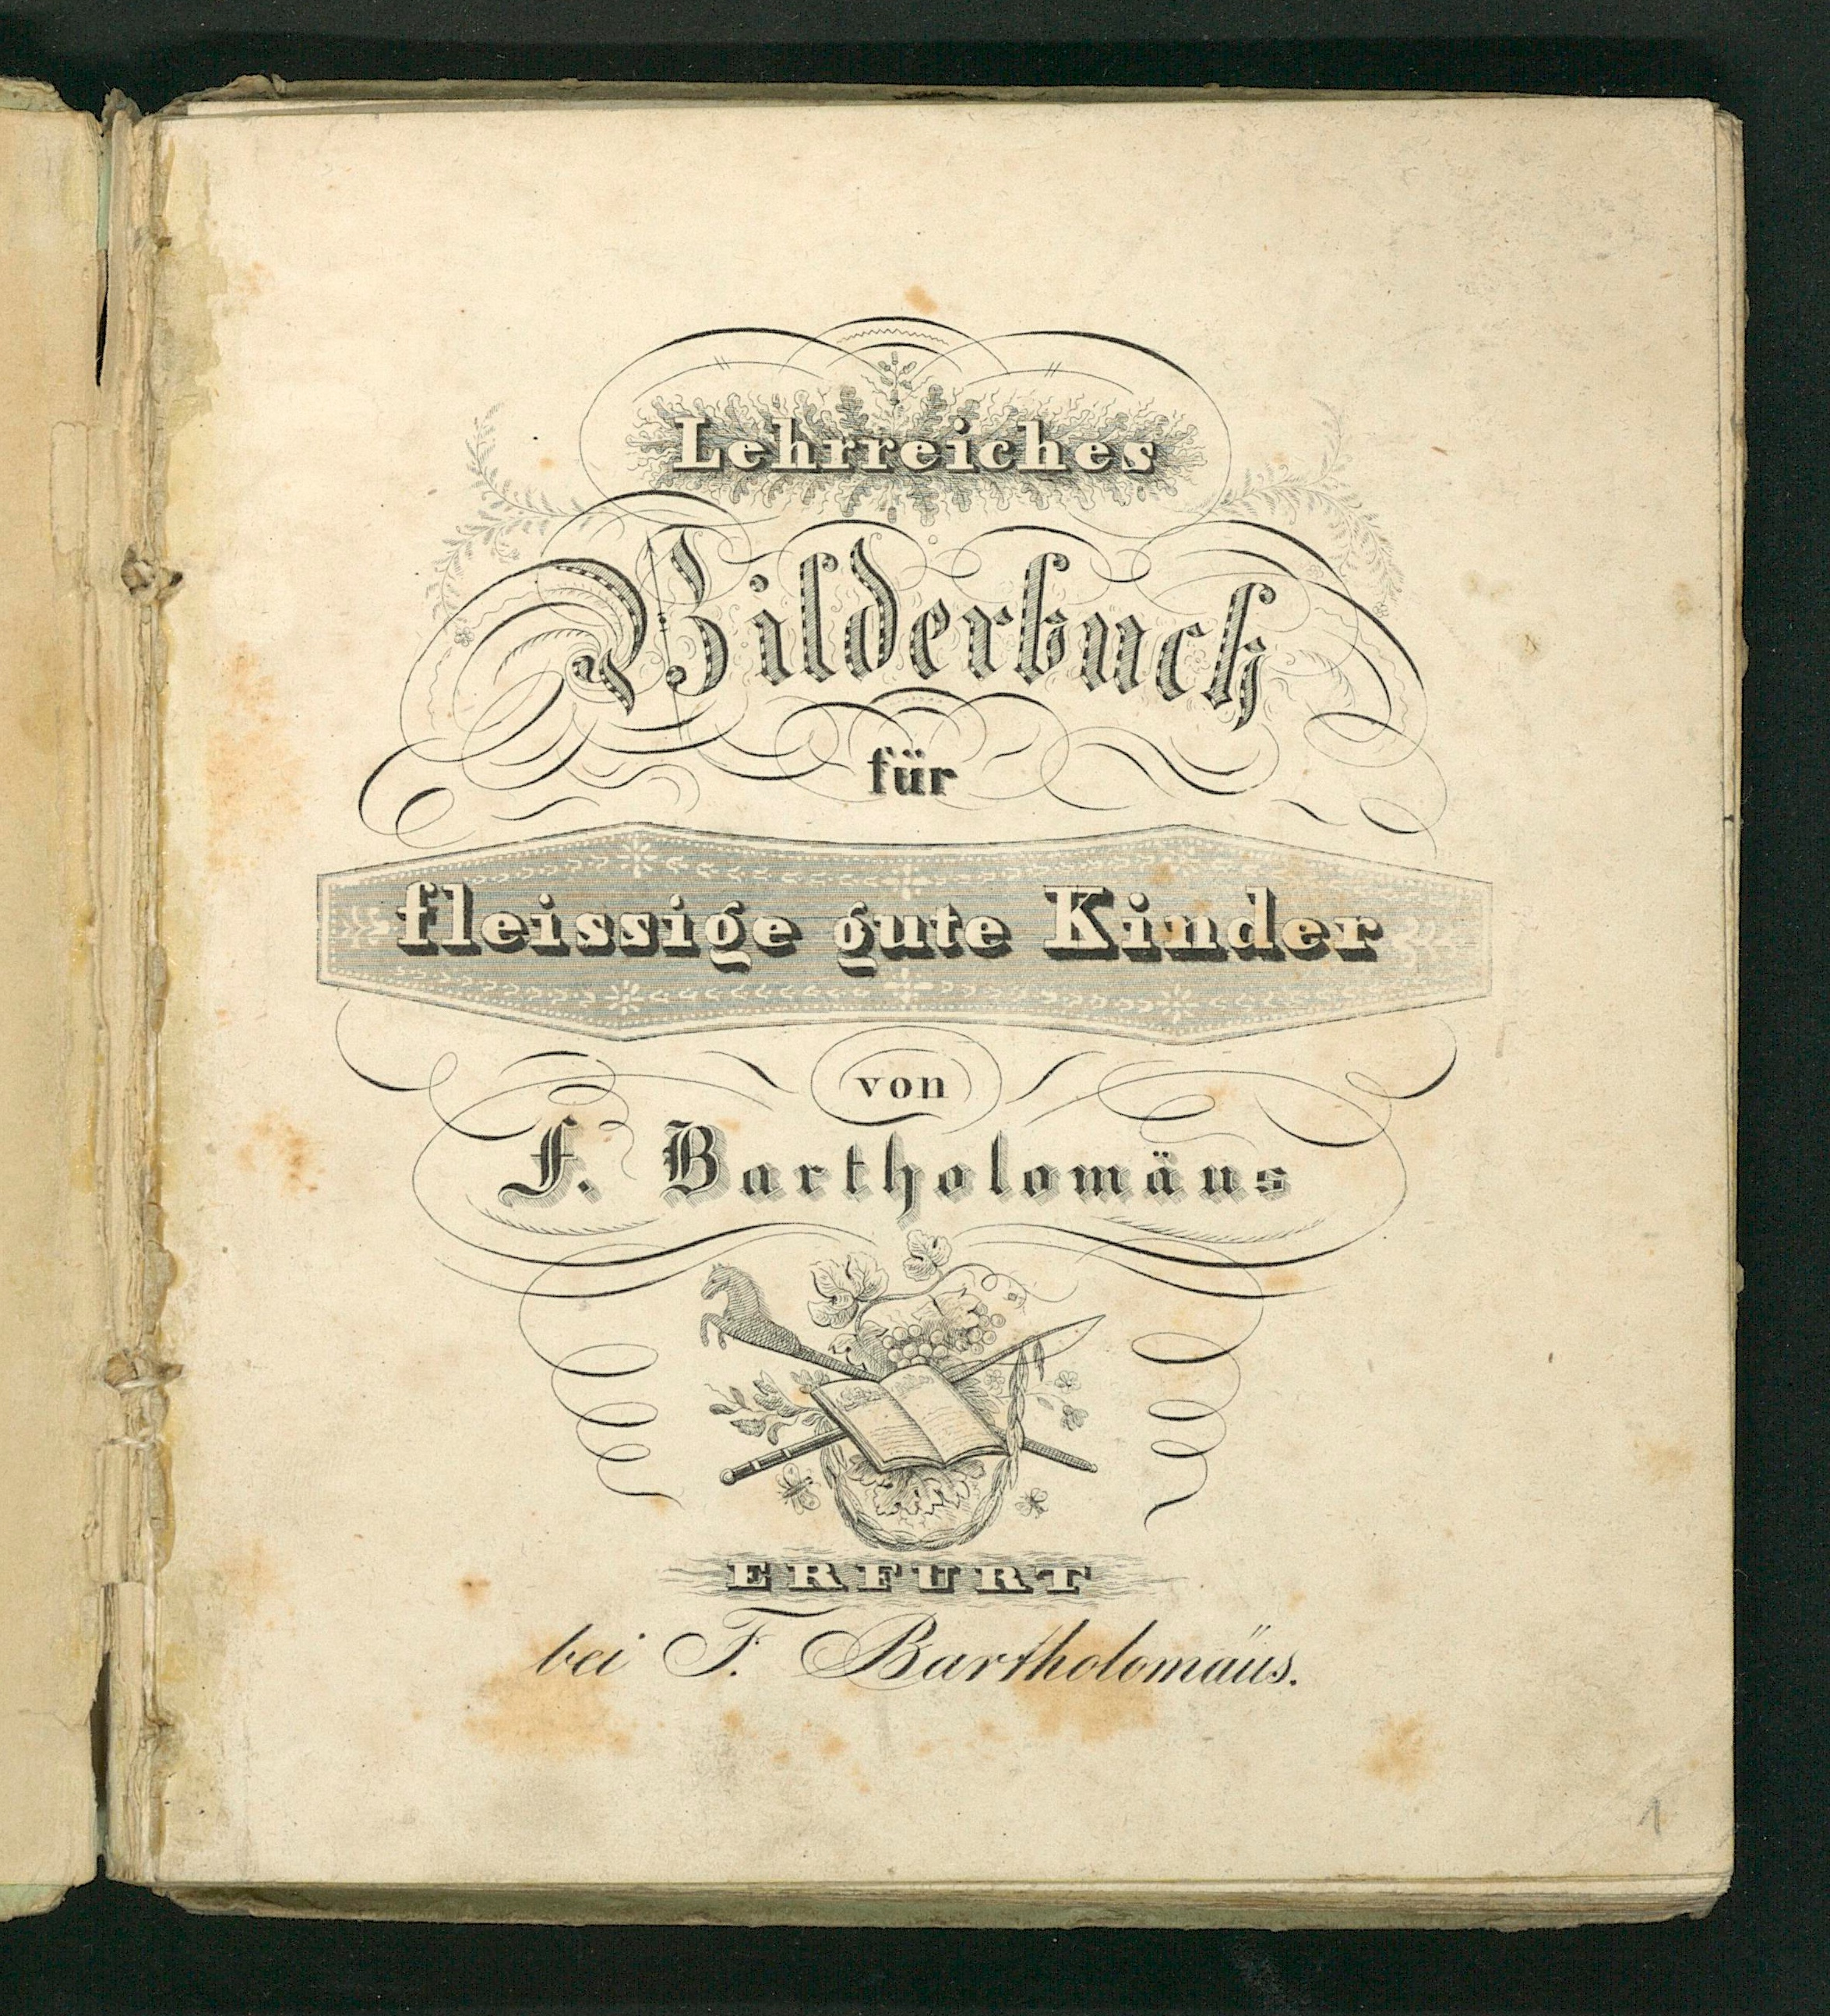 Lehrreiches
Bilderbuch
für
fleissige gute Kinder
von
F. Bartholomäus
ERFURT
bei F. Bartholomäus.
1